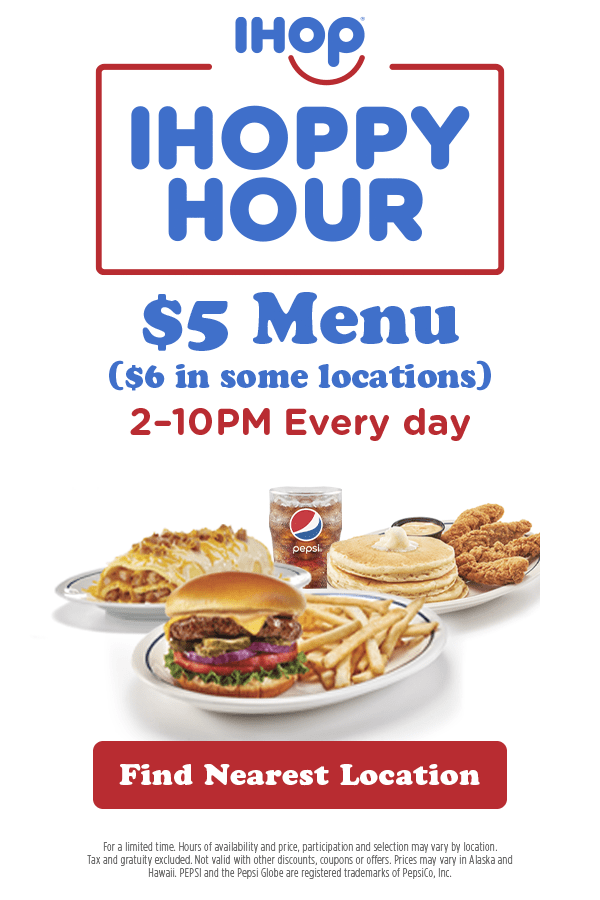 IHOP®
IHOPPY
HOUR
$5 Menu
($6 in some locations)
2–10PM Every day
pepsi
Find Nearest Location
For a limited time. Hours of availability and price, participation and selection may vary by location.
Tax and gratuity excluded. Not valid with other discounts, coupons or offers. Prices may vary in Alaska and
Hawaii. PEPSI and the Pepsi Globe are registered trademarks of PepsiCo, Inc.